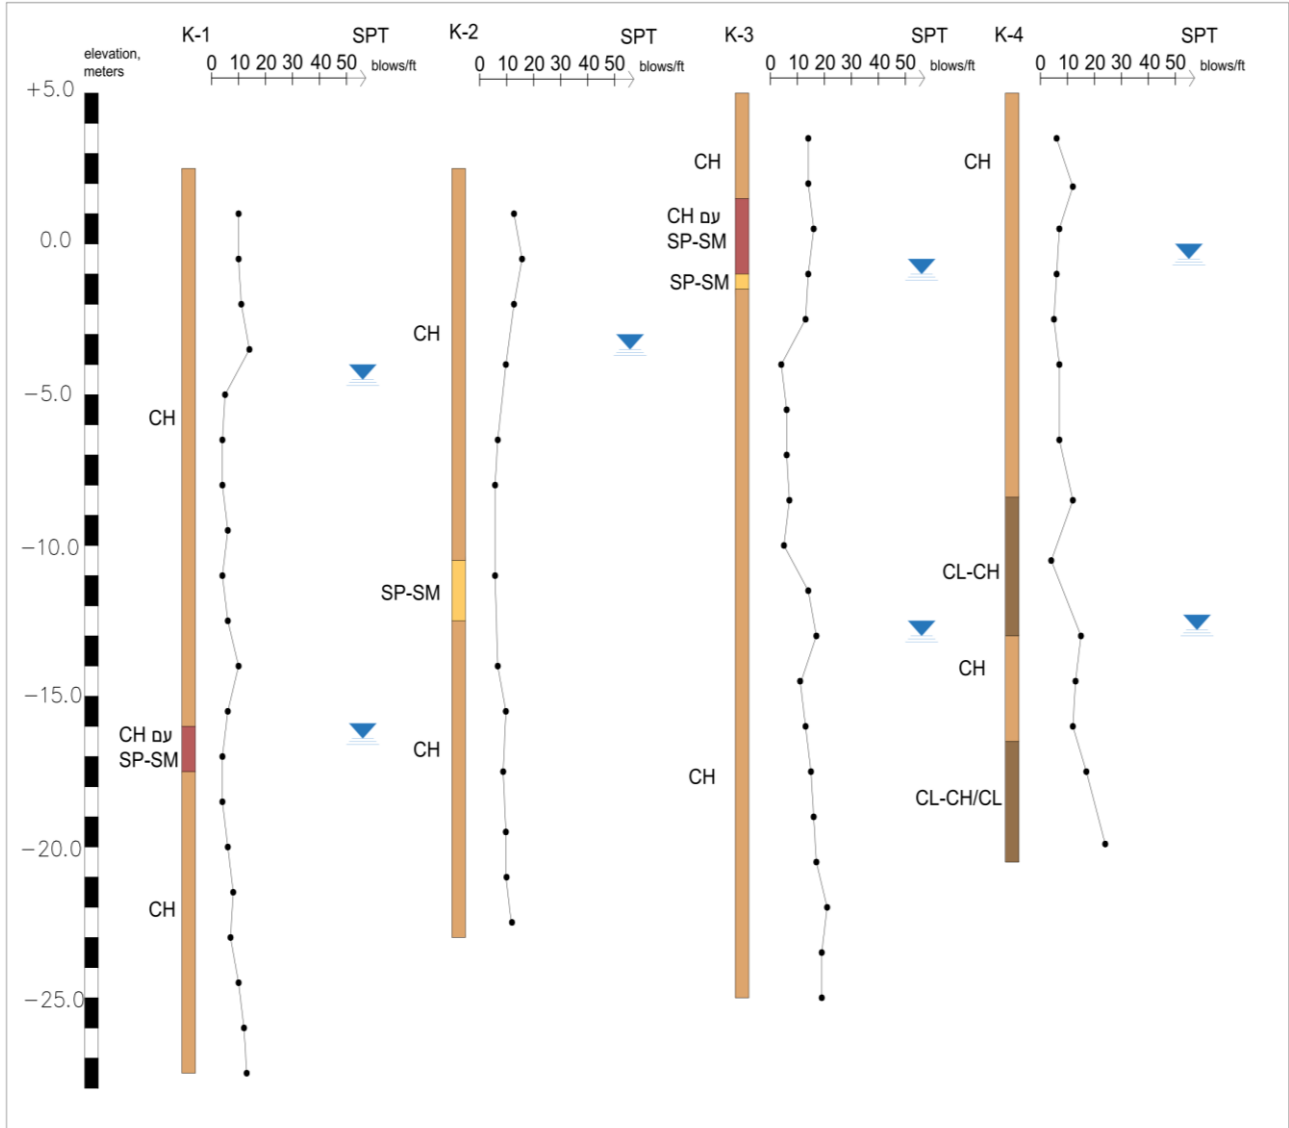 K-1
SPT
K-2
SPT
K-3
SPT
K-4
SPT
elevation,
meters
0 10 20 30 40 50
blows/ft
0 10 20 30 40 50
blows/ft
0 10 20 30 40 50
blows/ft
0 10 20 30 40 50
blows/ft
+5.0
0.0
−5.0
−10.0
−15.0
−20.0
−25.0
CH
CH עם
SP-SM
CH
CH
SP-SM
CH
CH
CH עם
SP-SM
SP-SM
CH
CH
CL-CH
CH
CL-CH/CL